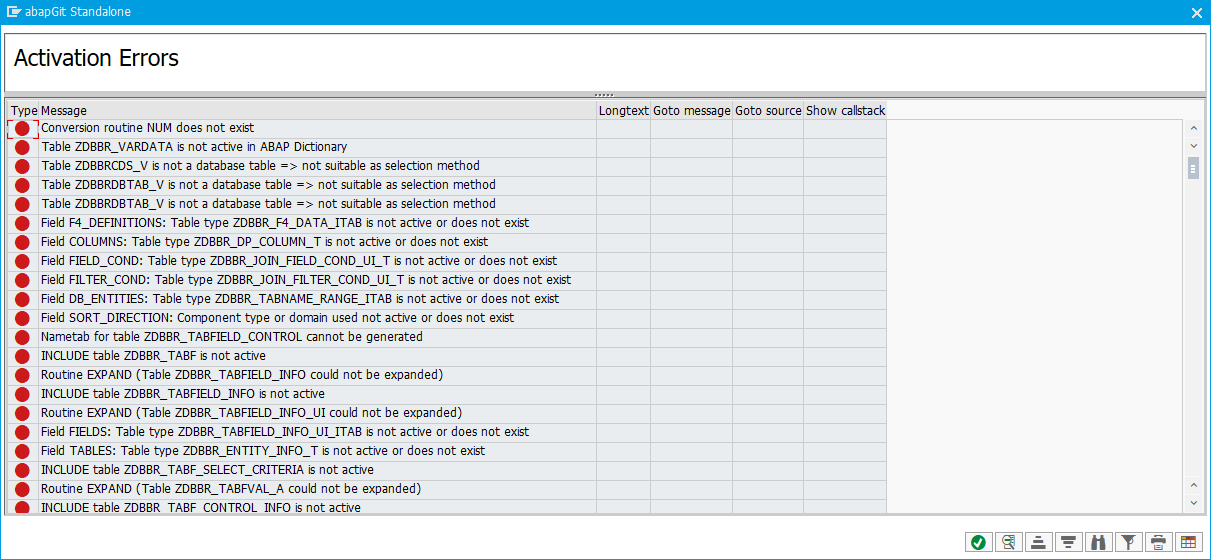 abapGit Standalone
Activation Errors
Type Message Longtext Goto message Goto source Show callstack
Conversion routine NUM does not exist
Table ZDBBR_VARDATA is not active in ABAP Dictionary
Table ZDBBRCDS_V is not a database table => not suitable as selection method
Table ZDBBRDBTAB_V is not a database table => not suitable as selection method
Table ZDBBRDBTAB_V is not a database table => not suitable as selection method
Field F4_DEFINITIONS: Table type ZDBBR_F4_DATA_ITAB is not active or does not exist
Field COLUMNS: Table type ZDBBR_DP_COLUMN_T is not active or does not exist
Field FIELD_COND: Table type ZDBBR_JOIN_FIELD_COND_UI_T is not active or does not exist
Field FILTER_COND: Table type ZDBBR_JOIN_FILTER_COND_UI_T is not active or does not exist
Field DB_ENTITIES: Table type ZDBBR_TABNAME_RANGE_ITAB is not active or does not exist
Field SORT_DIRECTION: Component type or domain used not active or does not exist
Nametab for table ZDBBR_TABFIELD_CONTROL cannot be generated
INCLUDE table ZDBBR_TABF is not active
Routine EXPAND (Table ZDBBR_TABFIELD_INFO could not be expanded)
INCLUDE table ZDBBR_TABFIELD_INFO is not active
Routine EXPAND (Table ZDBBR_TABFIELD_INFO_UI could not be expanded)
Field FIELDS: Table type ZDBBR_TABFIELD_INFO_UI_ITAB is not active or does not exist
Field TABLES: Table type ZDBBR_ENTITY_INFO_T is not active or does not exist
INCLUDE table ZDBBR_TABF_SELECT_CRITERIA is not active
Routine EXPAND (Table ZDBBR_TABFVAL_A could not be expanded)
INCLUDE table ZDBBR_TABF_CONTROL_INFO is not active